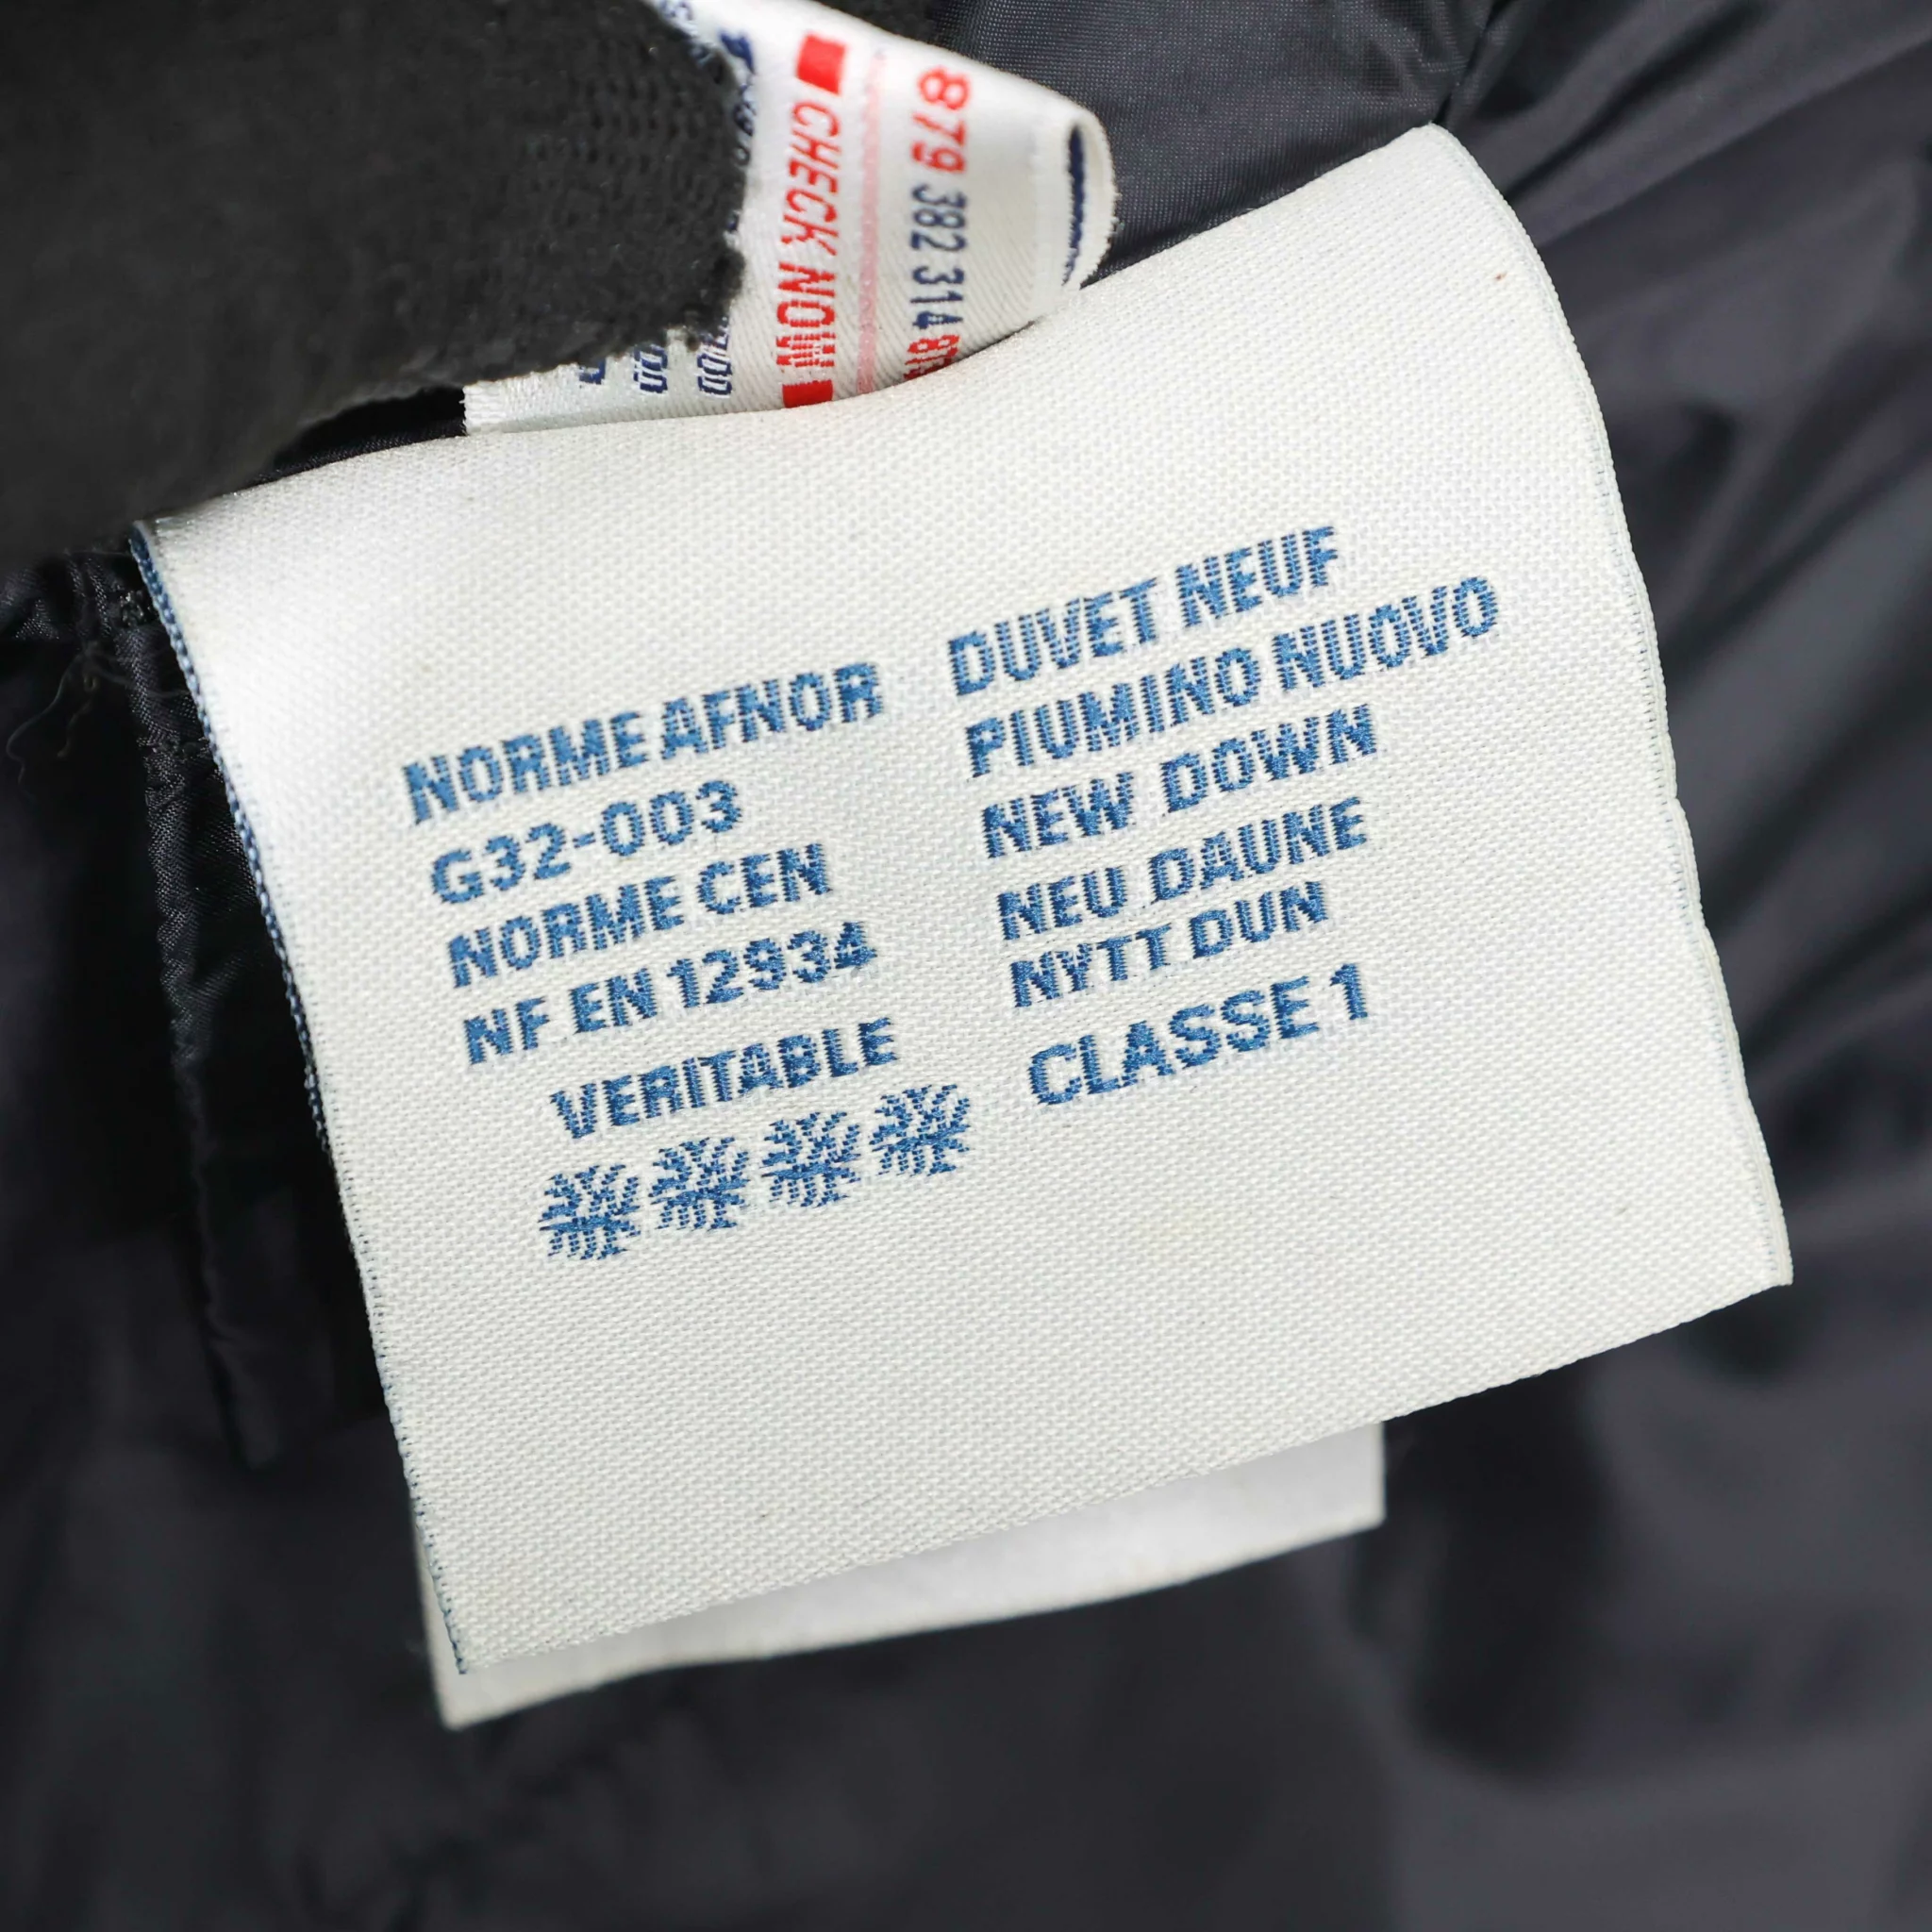 CHECK NOW
879 382 314
NORME AFNOR
G32-003
NORME CEN
NF EN 12934
VERITABLE
DUVET NEUF
PIUMINO NUOVO
NEW DOWN
NEU DAUNE
NYTT DUN
CLASSE 1